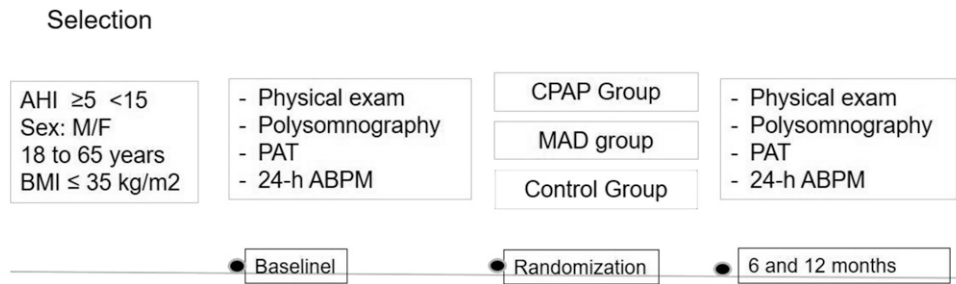 Selection
AHI ≥5 <15
Sex: M/F
18 to 65 years
BMI ≤ 35 kg/m2
- Physical exam
- Polysomnography
- PAT
- 24-h ABPM
CPAP Group
MAD group
Control Group
- Physical exam
- Polysomnography
- PAT
- 24-h ABPM
Baselinel
Randomization
6 and 12 months